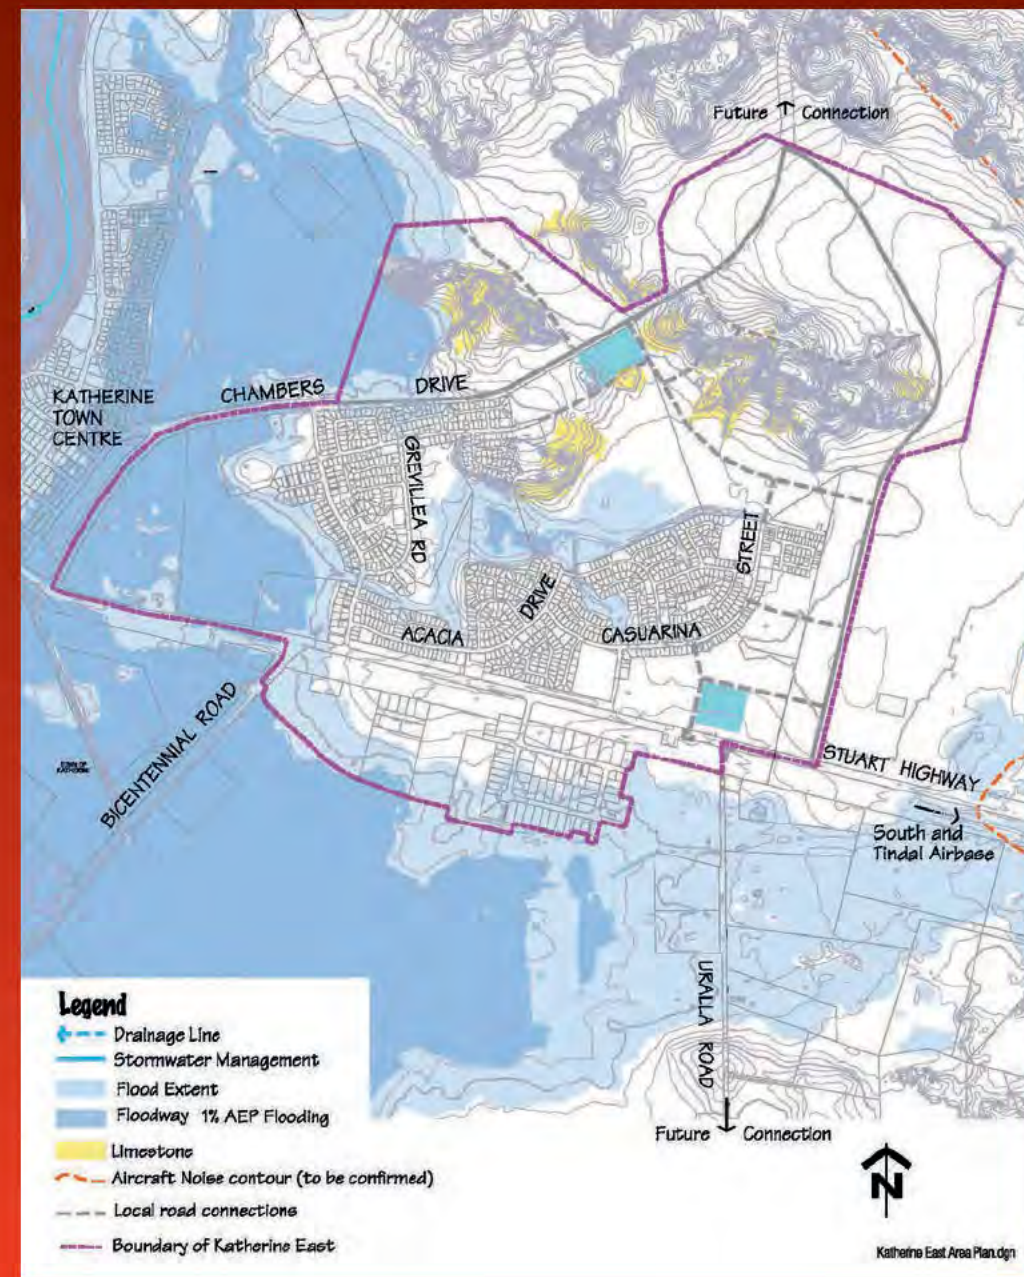 Future Connection
KATHERINE
TOWN
CENTRE
CHAMBERS DRIVE
GREVILLEA RD
STREET
DRIVE
ACACIA
CASUARINA
BICENTENNIAL ROAD
STUART HIGHWAY
South and
Tindal Airbase
URALLA ROAD
Future Connection
Legend
Drainage Line
Stormwater Management
Flood Extent
Floodway 1% AEP Flooding
Limestone
Aircraft Noise contour (to be confirmed)
Local road connections
Boundary of Katherine East
N
Katherine East Area Plan.dgn